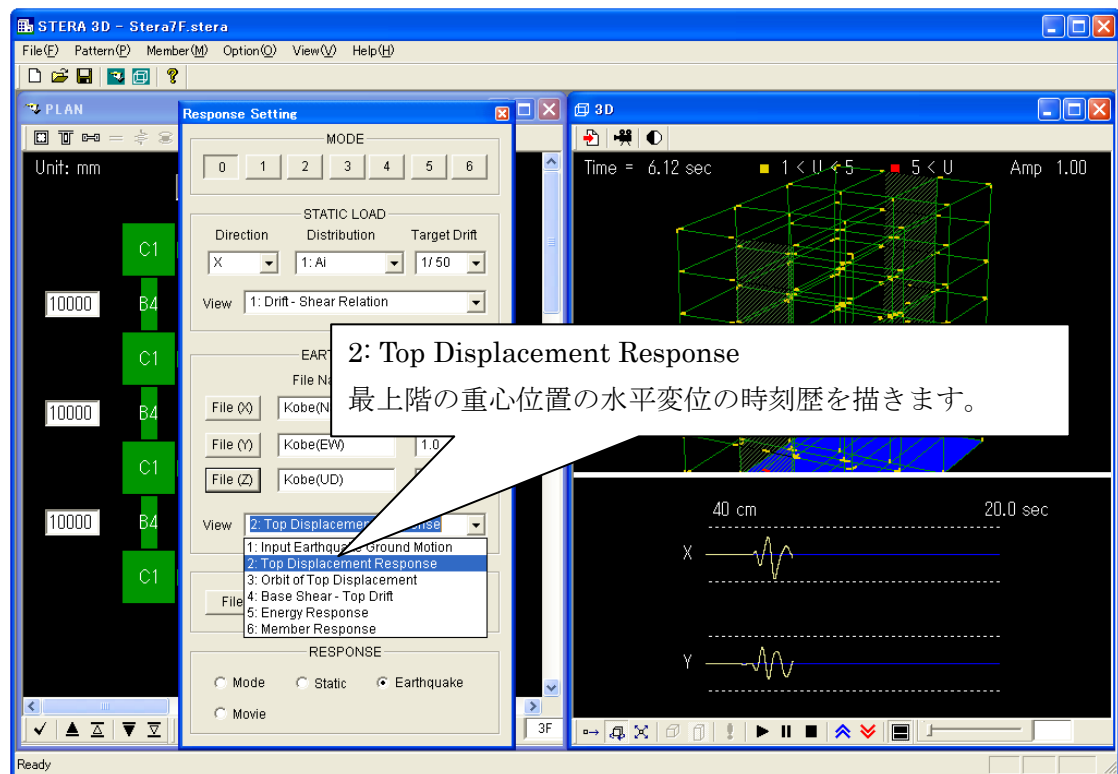 STERA 3D - Stera7F.stera
File(F) Pattern(P) Member(M) Option(O) View(V) Help(H)
PLAN
Unit: mm
C1
10000 B4
C1
10000 B4
C1
10000 B4
C1
3F
Response Setting
MODE
0 1 2 3 4 5 6
STATIC LOAD
Direction Distribution Target Drift
X 1: Ai 1/ 50
View 1: Drift - Shear Relation
File (X) Kobe(N
File (Y) Kobe(EW) 1.0
File (Z) Kobe(UD)
View 2: Top Displacement Response
1: Input Earthquake Ground Motion
2: Top Displacement Response
3: Orbit of Top Displacement
4: Base Shear - Top Drift
5: Energy Response
6: Member Response
File
RESPONSE
Mode Static Earthquake
Movie
2: Top Displacement Response
最上階の重心位置の水平変位の時刻歴を描きます。
3D
Time = 6.12 sec 1 < U < 5 5 < U Amp 1.00
40 cm 20.0 sec
X
Y
Ready